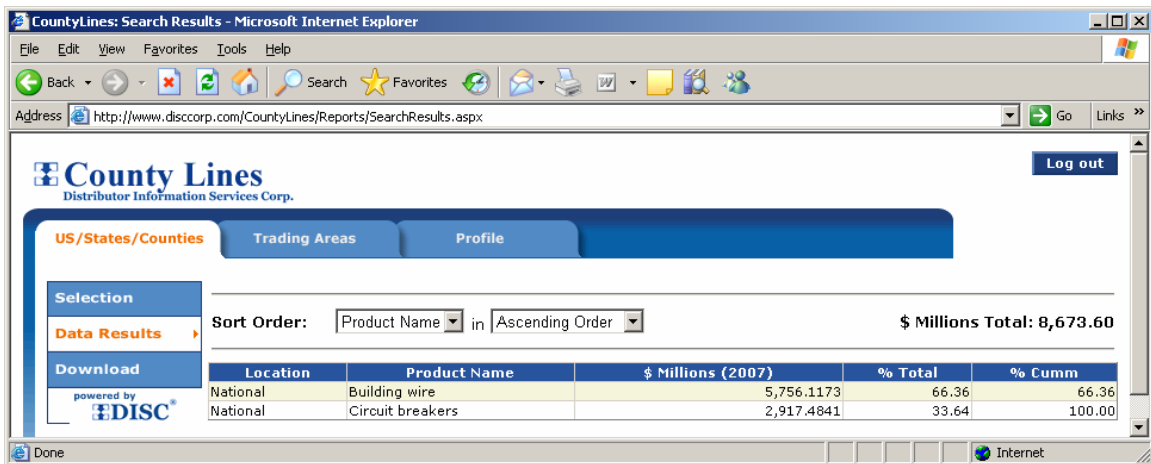 CountyLines: Search Results - Microsoft Internet Explorer
File Edit View Favorites Tools Help
Back Search Favorites
Address http://www.disccorp.com/CountyLines/Reports/SearchResults.aspx Go Links »
County Lines
Distributor Information Services Corp.
Log out
US/States/Counties Trading Areas Profile
Selection
Data Results
Download
powered by
DISC®
Sort Order: Product Name in Ascending Order $ Millions Total: 8,673.60
Location Product Name $ Millions (2007) % Total % Cumm
National Building wire 5,756.1173 66.36 66.36
National Circuit breakers 2,917.4841 33.64 100.00
Done Internet